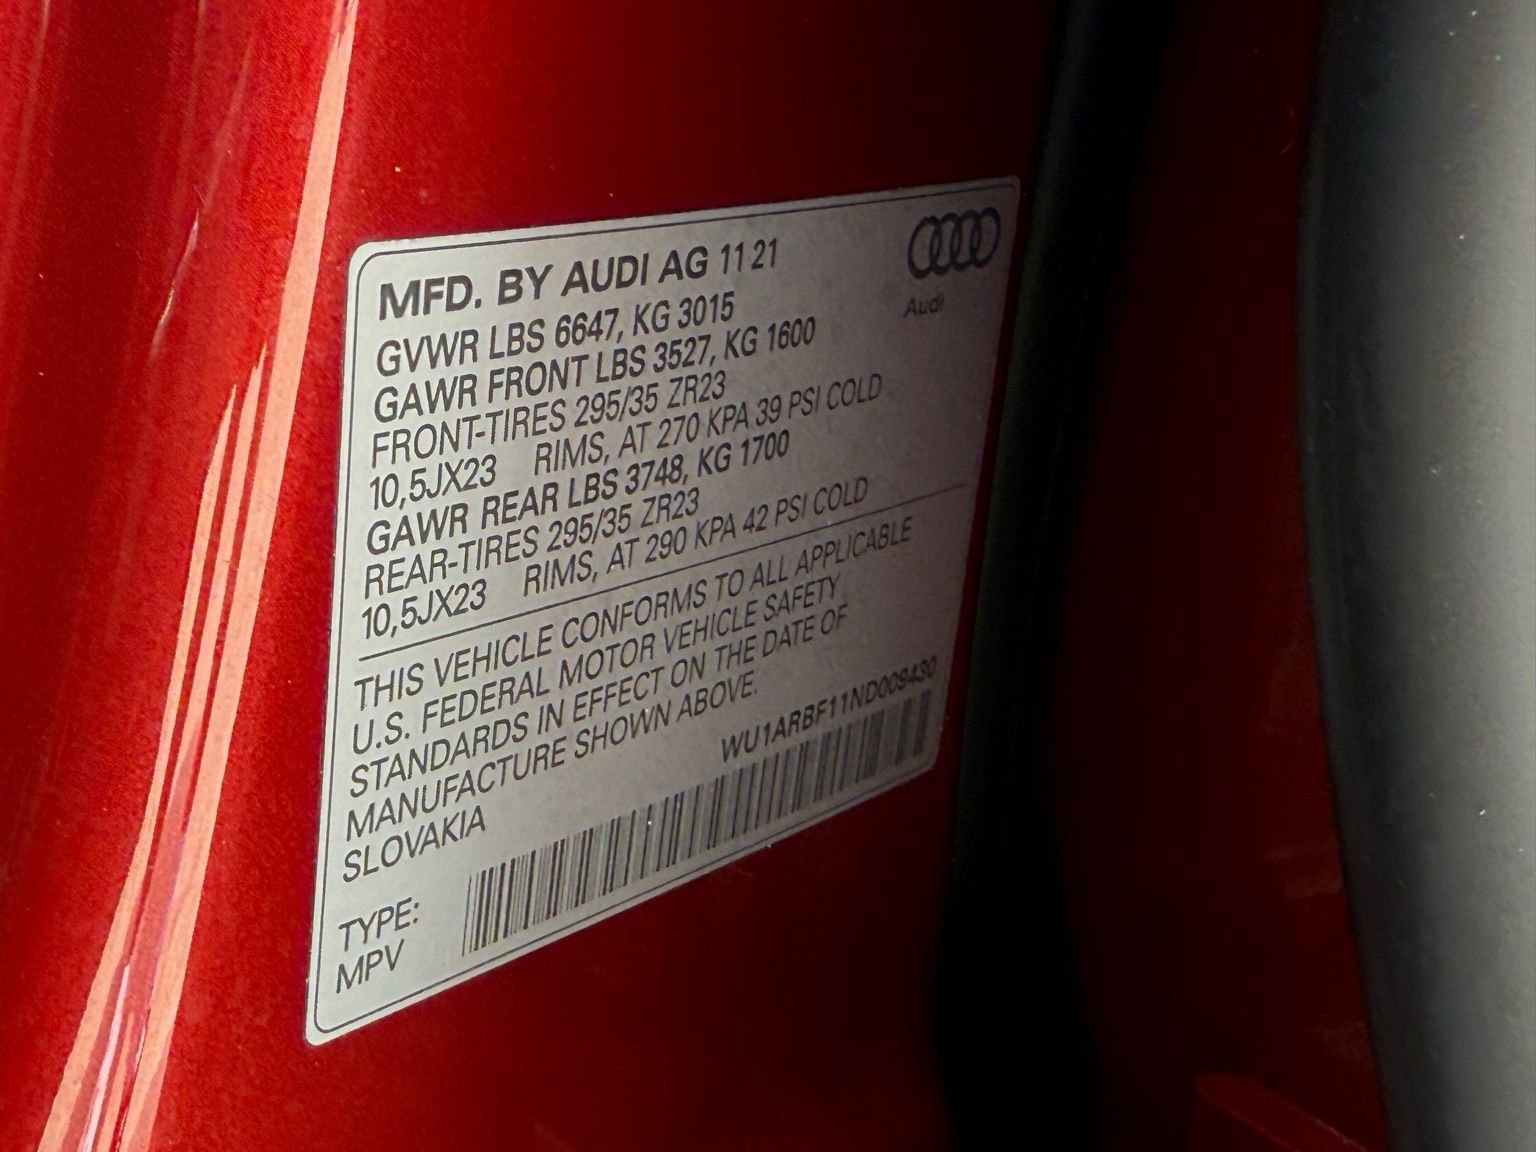 MFD. BY AUDI AG 11 21
Audi
GVWR LBS 6647, KG 3015
GAWR FRONT LBS 3527, KG 1600
FRONT-TIRES 295/35 ZR23
10,5JX23 RIMS, AT 270 KPA 39 PSI COLD
GAWR REAR LBS 3748, KG 1700
REAR-TIRES 295/35 ZR23
10,5JX23 RIMS, AT 290 KPA 42 PSI COLD
THIS VEHICLE CONFORMS TO ALL APPLICABLE
U.S. FEDERAL MOTOR VEHICLE SAFETY
STANDARDS IN EFFECT ON THE DATE OF
MANUFACTURE SHOWN ABOVE.
SLOVAKIA
WU1ARBF11ND009430
TYPE:
MPV